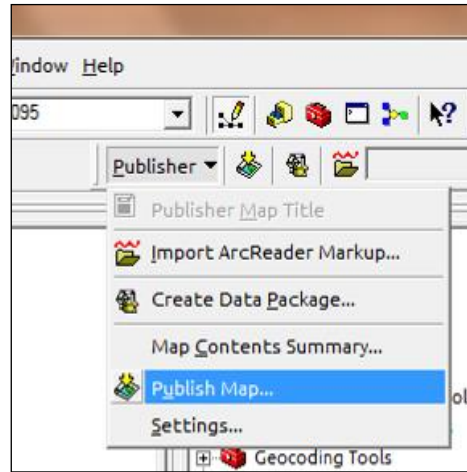 Window Help
095
Publisher
Publisher Map Title
Import ArcReader Markup...
Create Data Package...
Map Contents Summary...
Publish Map...
ol
Settings...
Geocoding Tools